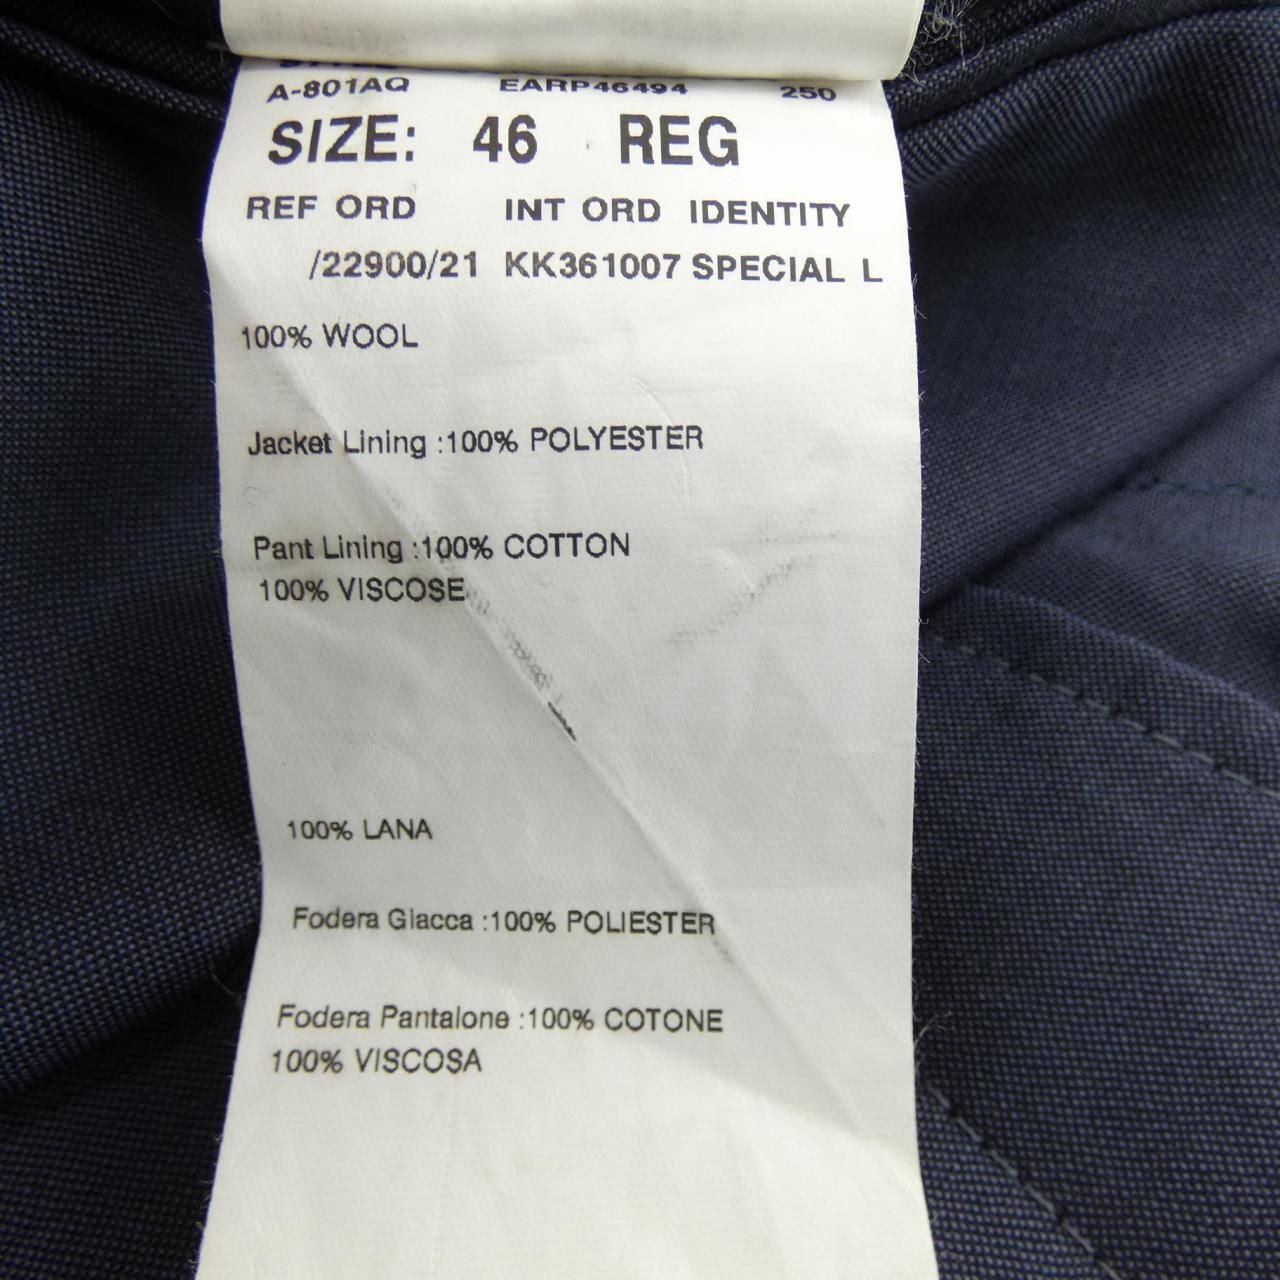 A-801AQ EARP46494 250
SIZE: 46 REG
REF ORD INT ORD IDENTITY
/22900/21 KK361007 SPECIAL L
100% WOOL
Jacket Lining :100% POLYESTER
Pant Lining :100% COTTON
100% VISCOSE
100% LANA
Fodera Giacca :100% POLIESTER
Fodera Pantalone :100% COTONE
100% VISCOSA